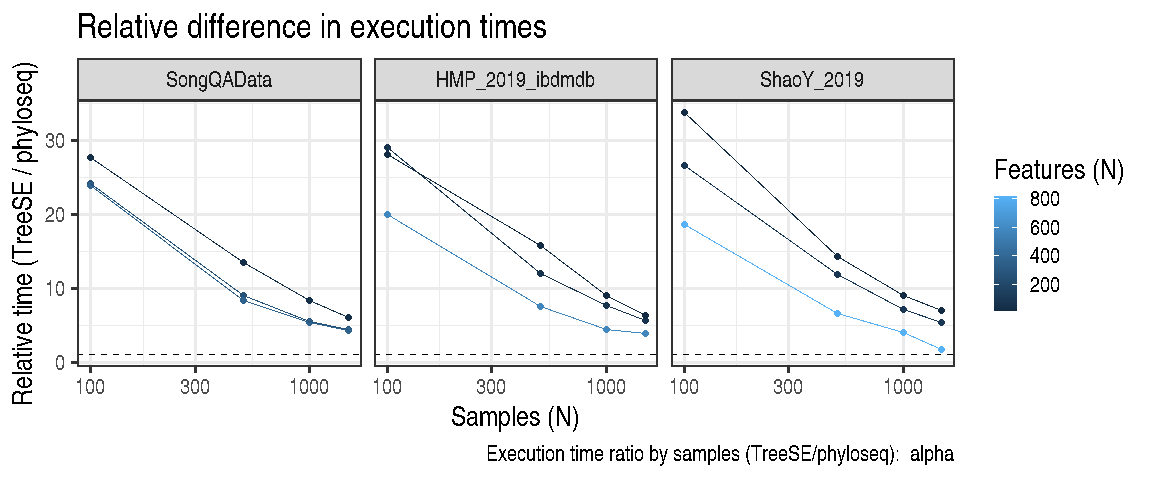 Relative difference in execution times
SongQAData
HMP_2019_ibdmdb
ShaoY_2019
Relative time (TreeSE / phyloseq)
30
20
10
0
100
300
1000
100
300
1000
100
300
1000
Samples (N)
Features (N)
800
600
400
200
Execution time ratio by samples (TreeSE/phyloseq): alpha